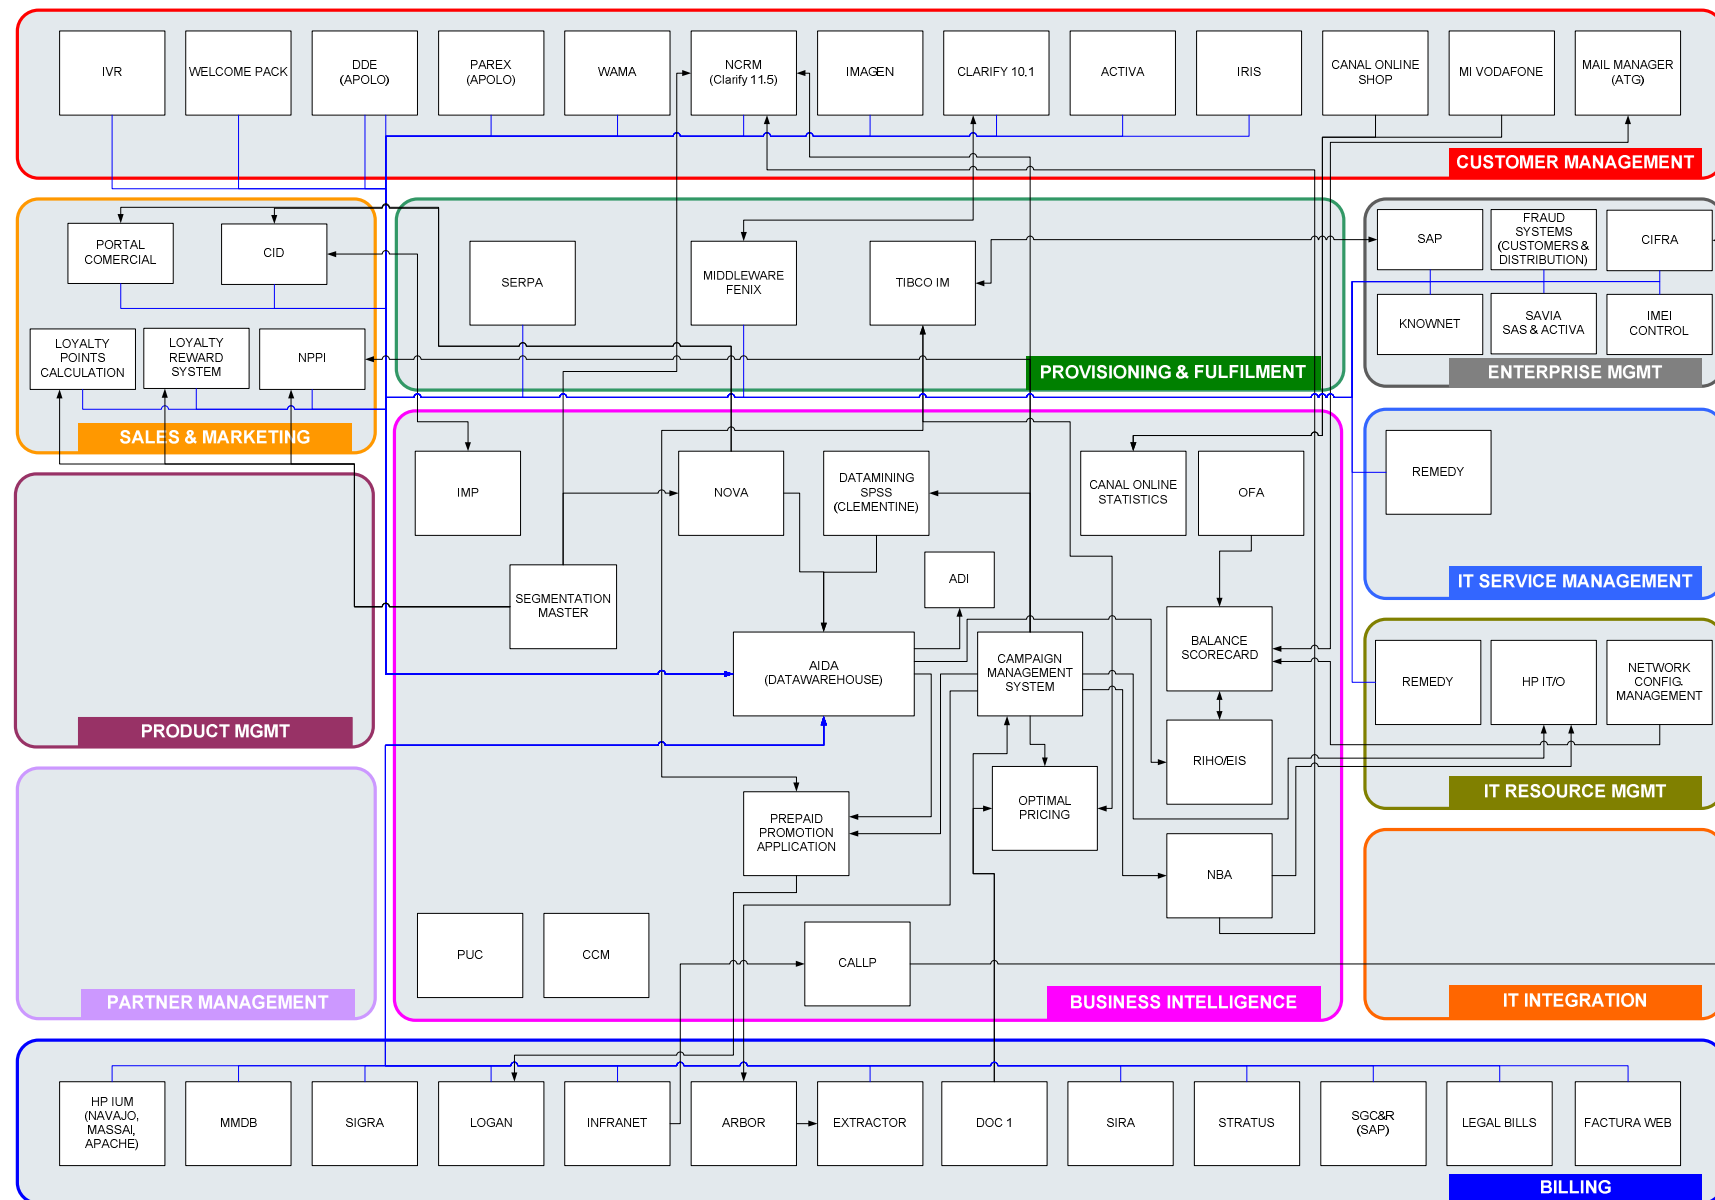 IVR
WELCOME PACK
DDE
(APOLO)
PAREX
(APOLO)
WAMA
NCRM
(Clarify 11.5)
IMAGEN
CLARIFY 10.1
ACTIVA
IRIS
CANAL ONLINE
SHOP
MI VODAFONE
MAIL MANAGER
(ATG)
CUSTOMER MANAGEMENT
PORTAL
COMERCIAL
CID
LOYALTY
POINTS
CALCULATION
LOYALTY
REWARD
SYSTEM
NPPI
SALES & MARKETING
SERPA
MIDDLEWARE
FENIX
TIBCO IM
PROVISIONING & FULFILMENT
SAP
FRAUD
SYSTEMS
(CUSTOMERS &
DISTRIBUTION)
CIFRA
KNOWNET
SAVIA
SAS & ACTIVA
IMEI
CONTROL
ENTERPRISE MGMT
IMP
NOVA
DATAMINING
SPSS
(CLEMENTINE)
CANAL ONLINE
STATISTICS
OFA
REMEDY
IT SERVICE MANAGEMENT
SEGMENTATION
MASTER
ADI
AIDA
(DATAWAREHOUSE)
CAMPAIGN
MANAGEMENT
SYSTEM
BALANCE
SCORECARD
REMEDY
HP IT/O
NETWORK
CONFIG.
MANAGEMENT
IT RESOURCE MGMT
PRODUCT MGMT
RIHO/EIS
PREPAID
PROMOTION
APPLICATION
OPTIMAL
PRICING
NBA
PUC
CCM
CALLP
BUSINESS INTELLIGENCE
PARTNER MANAGEMENT
IT INTEGRATION
HP IUM
(NAVAJO,
MASSAI,
APACHE)
MMDB
SIGRA
LOGAN
INFRANET
ARBOR
EXTRACTOR
DOC 1
SIRA
STRATUS
SGC&R
(SAP)
LEGAL BILLS
FACTURA WEB
BILLING